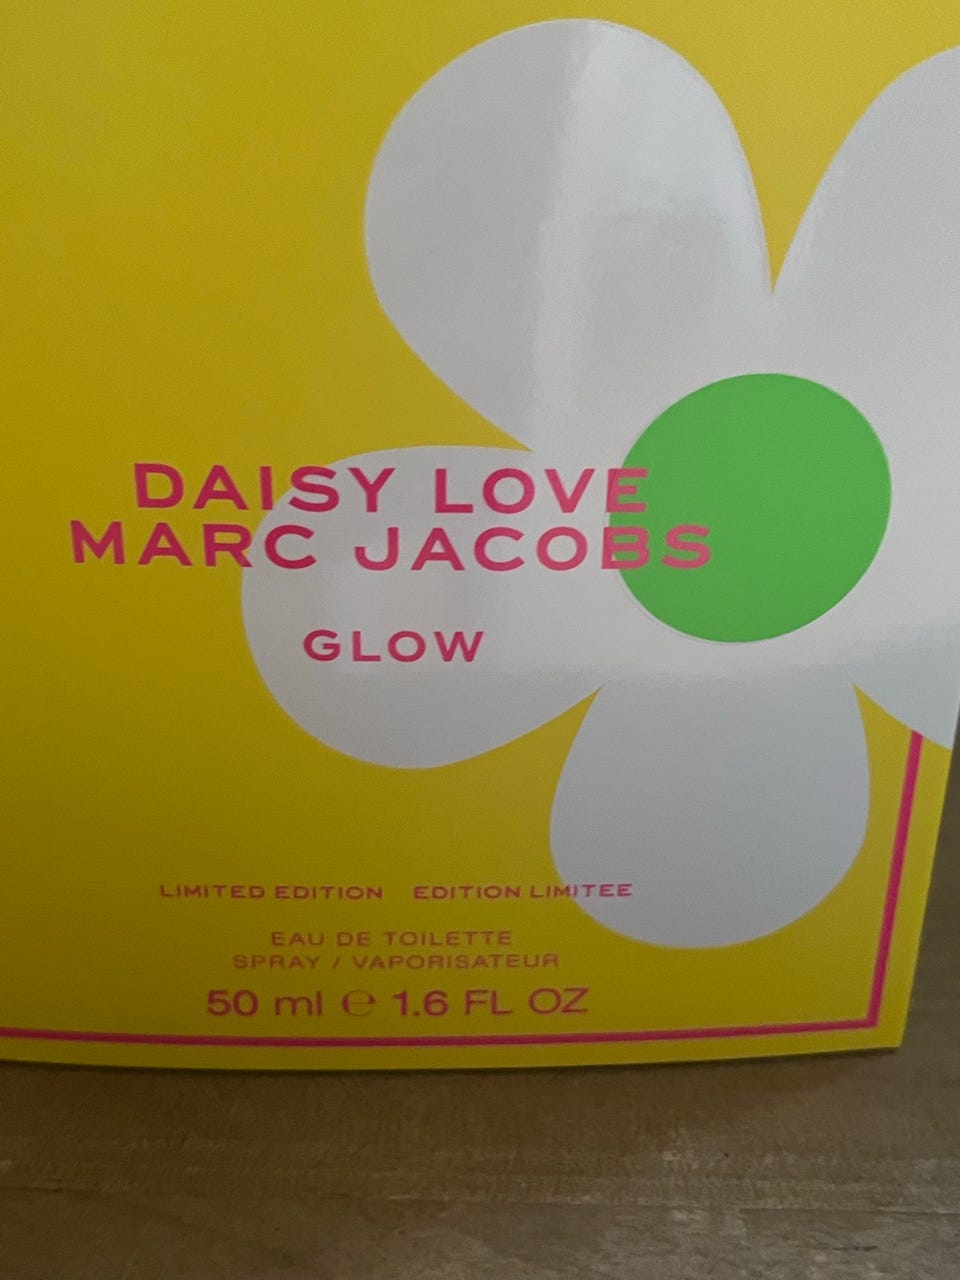 DAISY LOVE
MARC JACOBS
GLOW
LIMITED EDITION EDITION LIMITEE
EAU DE TOILETTE
SPRAY / VAPORISATEUR
50 ml ℮ 1.6 FL OZ